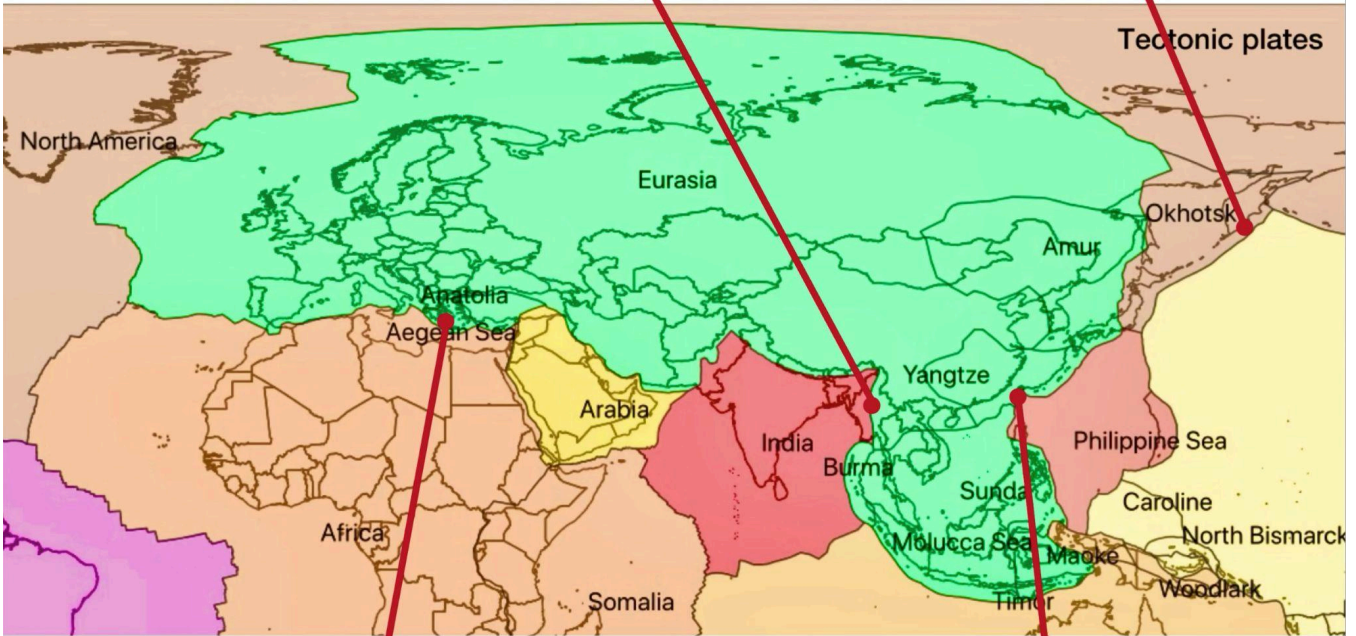 Tectonic plates
North America
Eurasia
Okhotsk
Amur
Anatolia
Aegean Sea
Yangtze
Arabia
India
Philippine Sea
Burma
Sunda
Caroline
Africa
North Bismarck
Molucca Sea
Maoke
Woodlark
Somalia
Timor